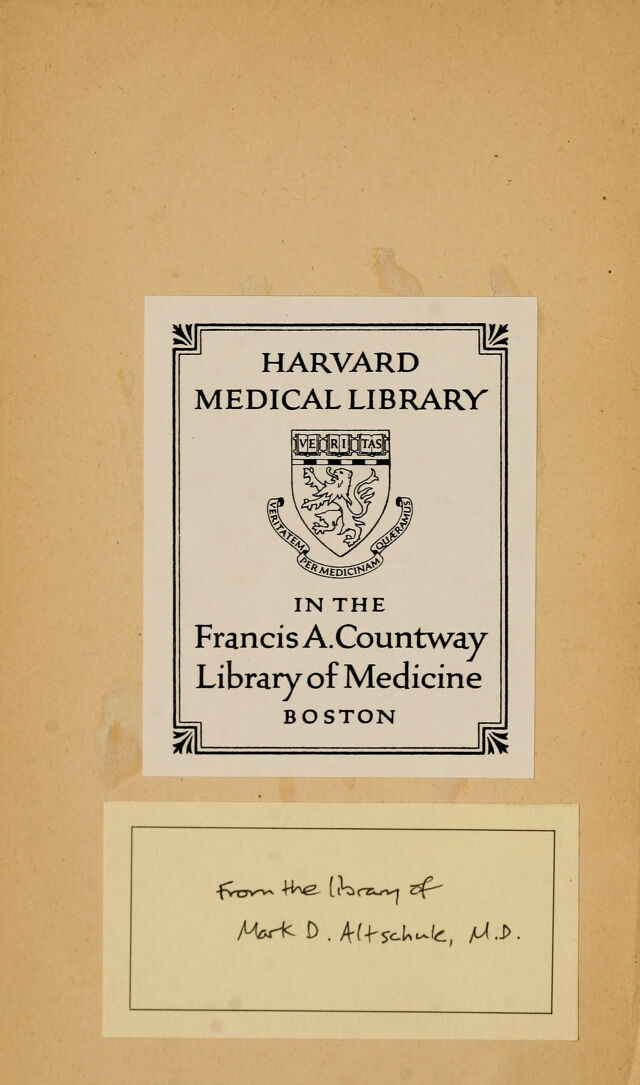 HARVARD
MEDICAL LIBRARY
VE RI TAS
VERITATEM
PER MEDICINAM
QUÆRAMUS
IN THE
Francis A. Countway
Library of Medicine
BOSTON
From the library of
Mark D. Altschule, M.D.